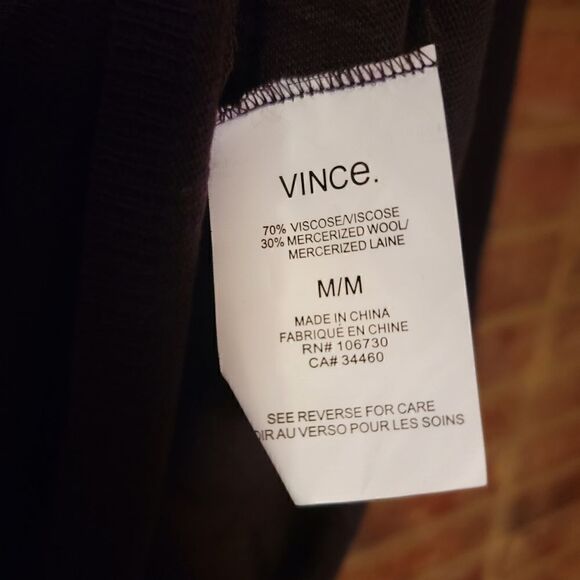 VINCe.
70% VISCOSE/VISCOSE
30% MERCERIZED WOOL/
MERCERIZED LAINE
M/M
MADE IN CHINA
FABRIQUÉ EN CHINE
RN# 106730
CA# 34460
SEE REVERSE FOR CARE
OIR AU VERSO POUR LES SOINS